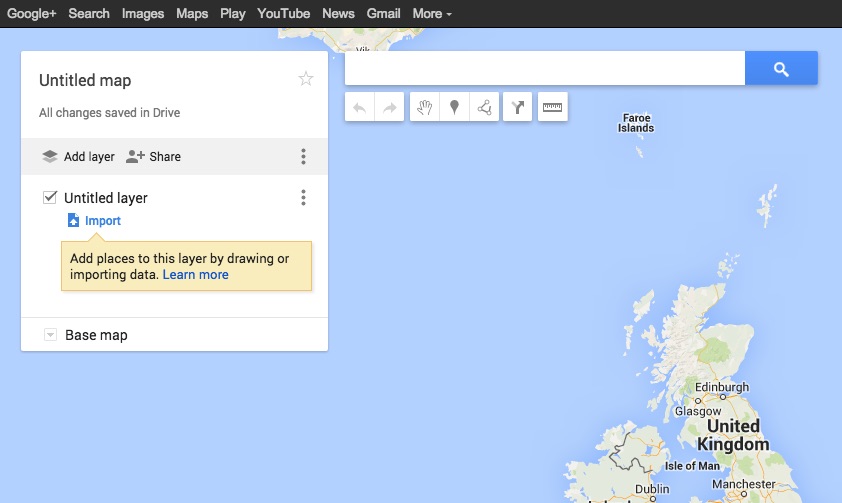 Google+ Search Images Maps Play YouTube News Gmail More
Vik
Untitled map
All changes saved in Drive
Add layer Share
Untitled layer
Import
Add places to this layer by drawing or
importing data. Learn more
Base map
Faroe
Islands
Edinburgh
Glasgow
United
Kingdom
Isle of Man
Manchester
Dublin